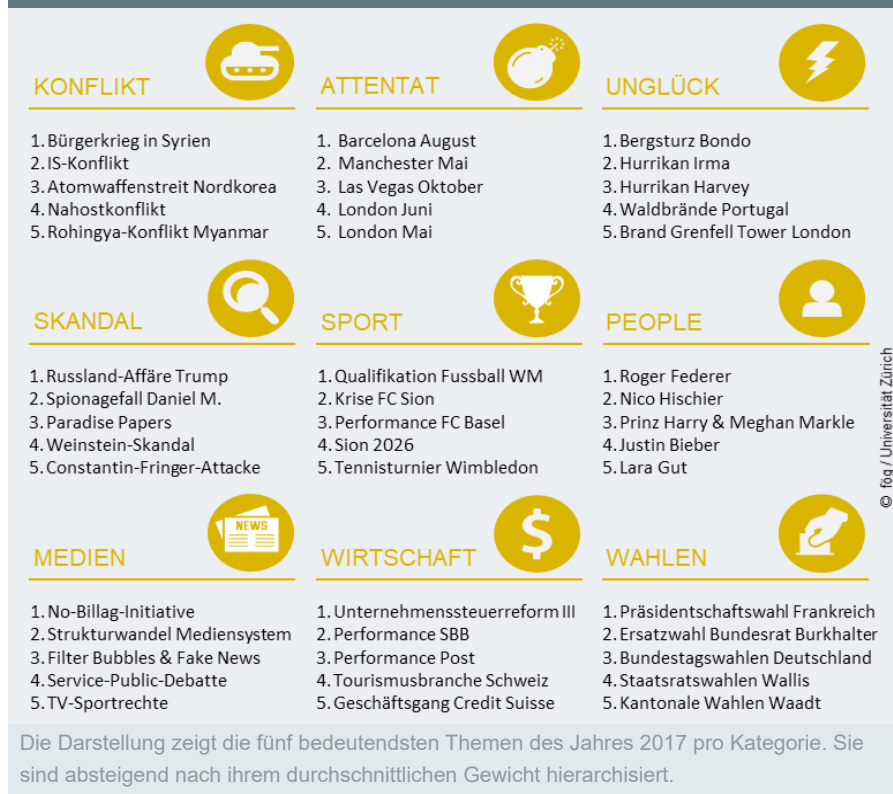 KONFLIKT
1. Bürgerkrieg in Syrien
2. IS-Konflikt
3. Atomwaffenstreit Nordkorea
4. Nahostkonflikt
5. Rohingya-Konflikt Myanmar
ATTENTAT
1. Barcelona August
2. Manchester Mai
3. Las Vegas Oktober
4. London Juni
5. London Mai
UNGLÜCK
1. Bergsturz Bondo
2. Hurrikan Irma
3. Hurrikan Harvey
4. Waldbrände Portugal
5. Brand Grenfell Tower London
SKANDAL
1. Russland-Affäre Trump
2. Spionagefall Daniel M.
3. Paradise Papers
4. Weinstein-Skandal
5. Constantin-Fringer-Attacke
SPORT
1. Qualifikation Fussball WM
2. Krise FC Sion
3. Performance FC Basel
4. Sion 2026
5. Tennisturnier Wimbledon
PEOPLE
1. Roger Federer
2. Nico Hischier
3. Prinz Harry & Meghan Markle
4. Justin Bieber
5. Lara Gut
© fög / Universität Zürich
NEWS
MEDIEN
1. No-Billag-Initiative
2. Strukturwandel Mediensystem
3. Filter Bubbles & Fake News
4. Service-Public-Debatte
5. TV-Sportrechte
$
WIRTSCHAFT
1. Unternehmenssteuerreform III
2. Performance SBB
3. Performance Post
4. Tourismusbranche Schweiz
5. Geschäftsgang Credit Suisse
WAHLEN
1. Präsidentschaftswahl Frankreich
2. Ersatzwahl Bundesrat Burkhalter
3. Bundestagswahlen Deutschland
4. Staatsratswahlen Wallis
5. Kantonale Wahlen Waadt
Die Darstellung zeigt die fünf bedeutendsten Themen des Jahres 2017 pro Kategorie. Sie
sind absteigend nach ihrem durchschnittlichen Gewicht hierarchisiert.